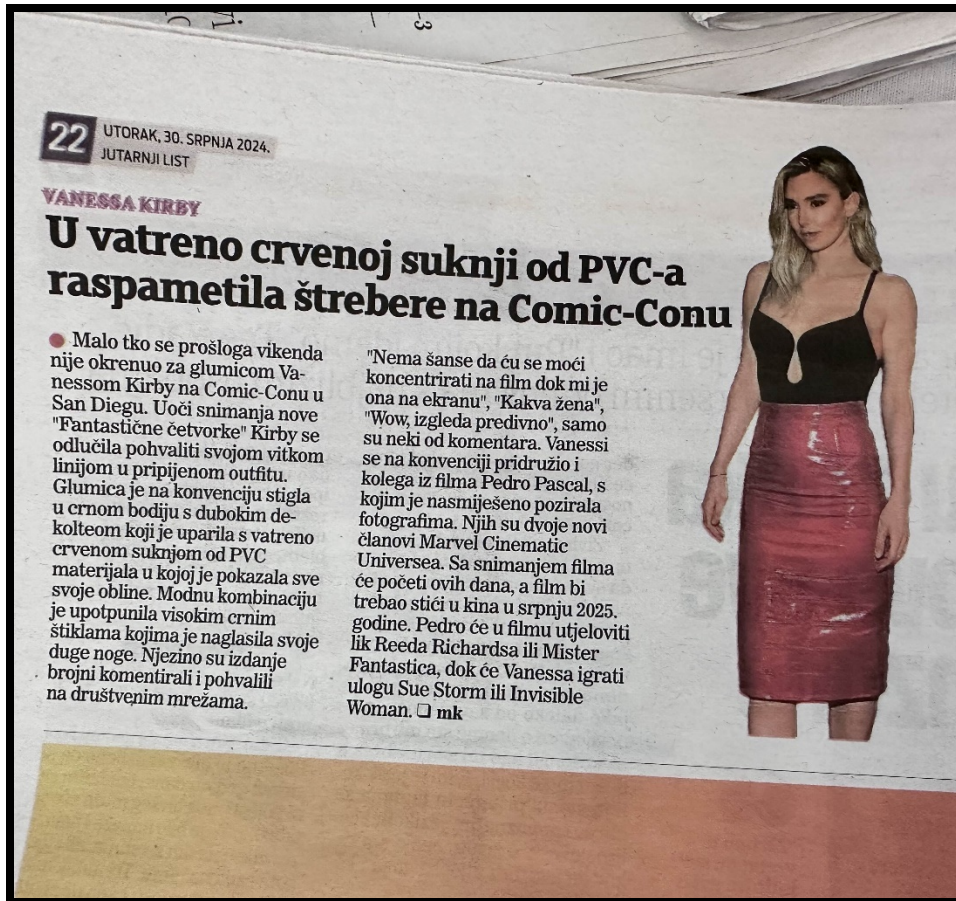 22
UTORAK, 30. SRPNJA 2024.
JUTARNJI LIST
VANESSA KIRBY
U vatreno crvenoj suknji od PVC-a
raspametila štrebere na Comic-Conu
Malo tko se prošloga vikenda
nije okrenuo za glumicom Va-
nessom Kirby na Comic-Conu u
San Diegu. Uoči snimanja nove
"Fantastične četvorke" Kirby se
odlučila pohvaliti svojom vitkom
linijom u pripijenom outfitu.
Glumica je na konvenciju stigla
u crnom bodiju s dubokim de-
kolteom koji je uparila s vatreno
crvenom suknjom od PVC
materijala u kojoj je pokazala sve
svoje obline. Modnu kombinaciju
je upotpunila visokim crnim
štiklama kojima je naglasila svoje
duge noge. Njezino su izdanje
brojni komentirali i pohvalili
na društvenim mrežama.
"Nema šanse da ću se moći
koncentrirati na film dok mi je
ona na ekranu", "Kakva žena",
"Wow, izgleda predivno", samo
su neki od komentara. Vanessi
se na konvenciji pridružio i
kolega iz filma Pedro Pascal, s
kojim je nasmiješeno pozirala
fotografima. Njih su dvoje novi
članovi Marvel Cinematic
Universea. Sa snimanjem filma
će početi ovih dana, a film bi
trebao stići u kina u srpnju 2025.
godine. Pedro će u filmu utjeloviti
lik Reeda Richardsa ili Mister
Fantastica, dok će Vanessa igrati
ulogu Sue Storm ili Invisible
Woman. ❏ mk